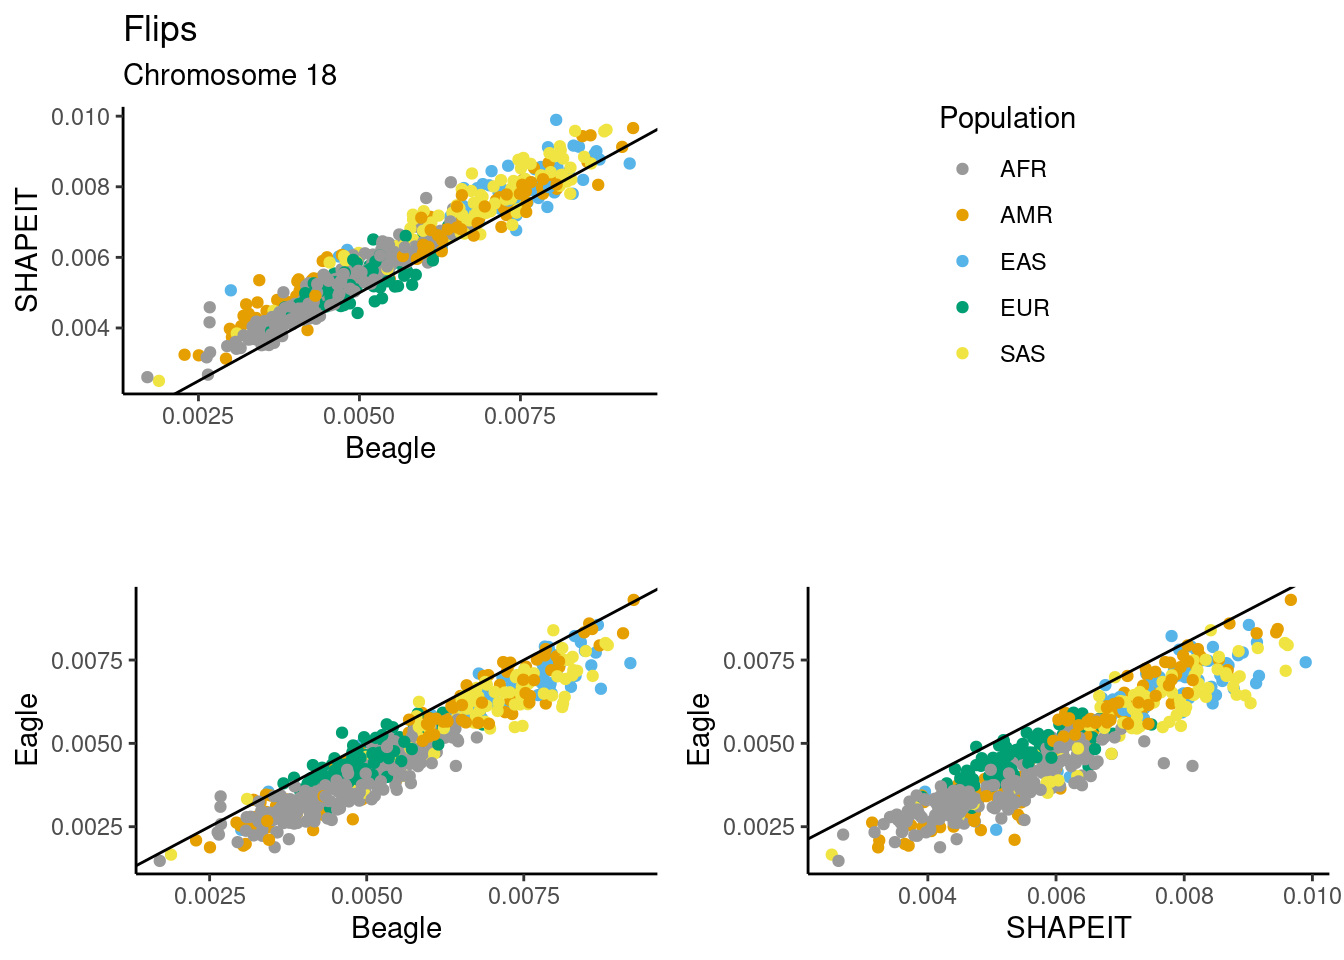 Flips
Chromosome 18
SHAPEIT
0.010
0.008
0.006
0.004
0.0025 0.0050 0.0075
Beagle
Population
AFR
AMR
EAS
EUR
SAS
Eagle
0.0075
0.0050
0.0025
0.0025 0.0050 0.0075
Beagle
Eagle
0.0075
0.0050
0.0025
0.004 0.006 0.008 0.010
SHAPEIT